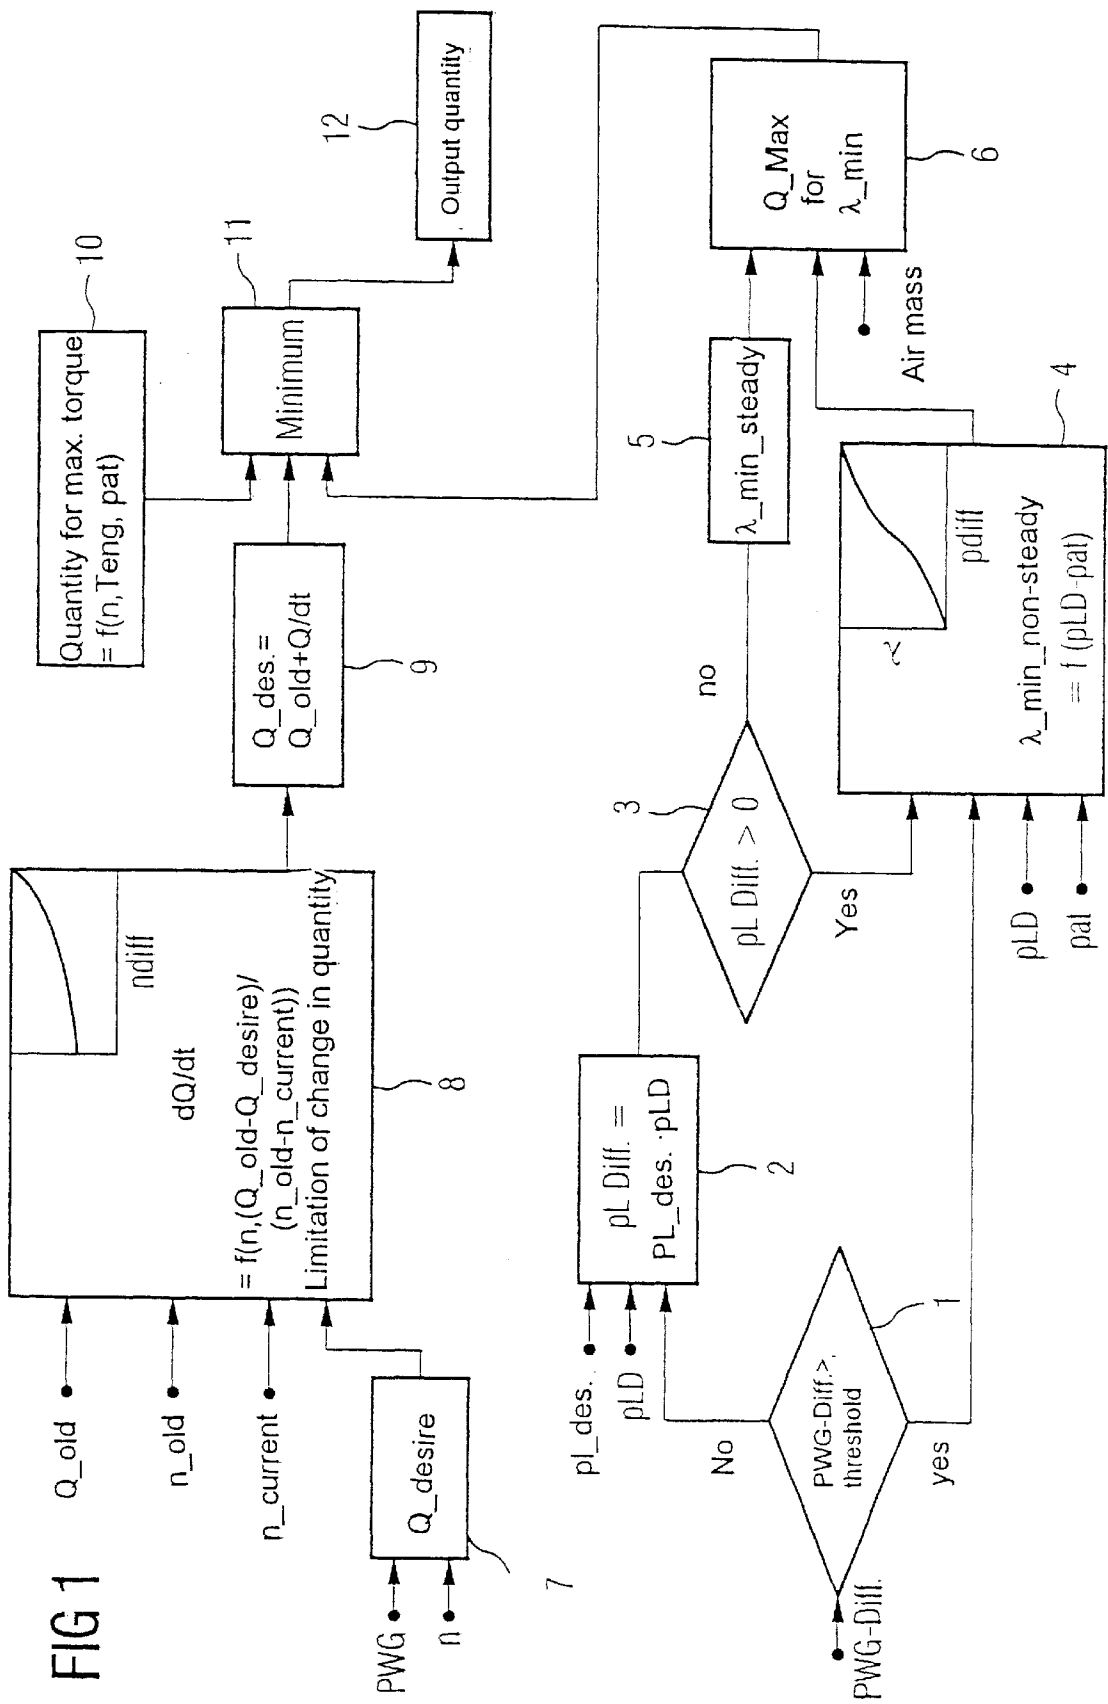 FIG 1
Quantity for max. torque
= f(n,Teng, pat)
10
Q_old
n_old
n_current
PWG
n
Q_desire
7
ndiff
dQ/dt
= f(n,(Q_old-Q_desire)/
(n_old-n_current))
Limitation of change in quantity
8
Q_des.=
Q_old+Q/dt
9
Minimum
11
Output quantity
12
PWG-Diff.
PWG-Diff.>,
threshold
1
No
yes
pl_des.
pLD
pL Diff. =
PL_des. ·pLD
2
pL Diff. > 0
3
no
Yes
λ_min_steady
5
pLD
pat
λ
pdiff
λ_min_non-steady
= f (pLD-pat)
4
Air mass
Q_Max
for
λ_min
6